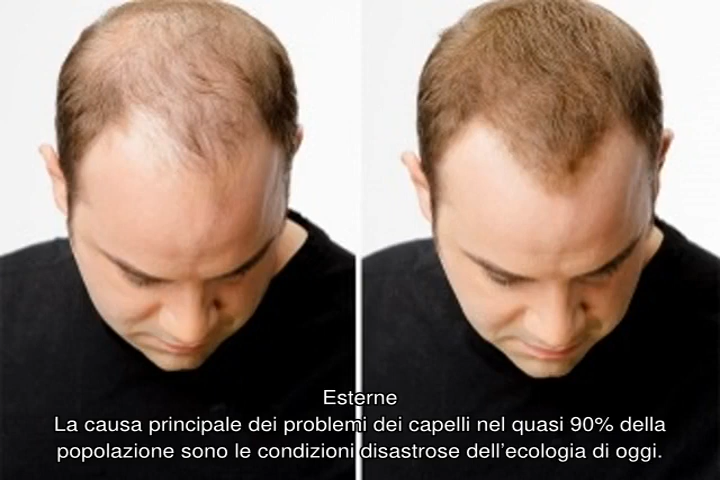 Esterne
La causa principale dei problemi dei capelli nel quasi 90% della
popolazione sono le condizioni disastrose dell'ecologia di oggi.